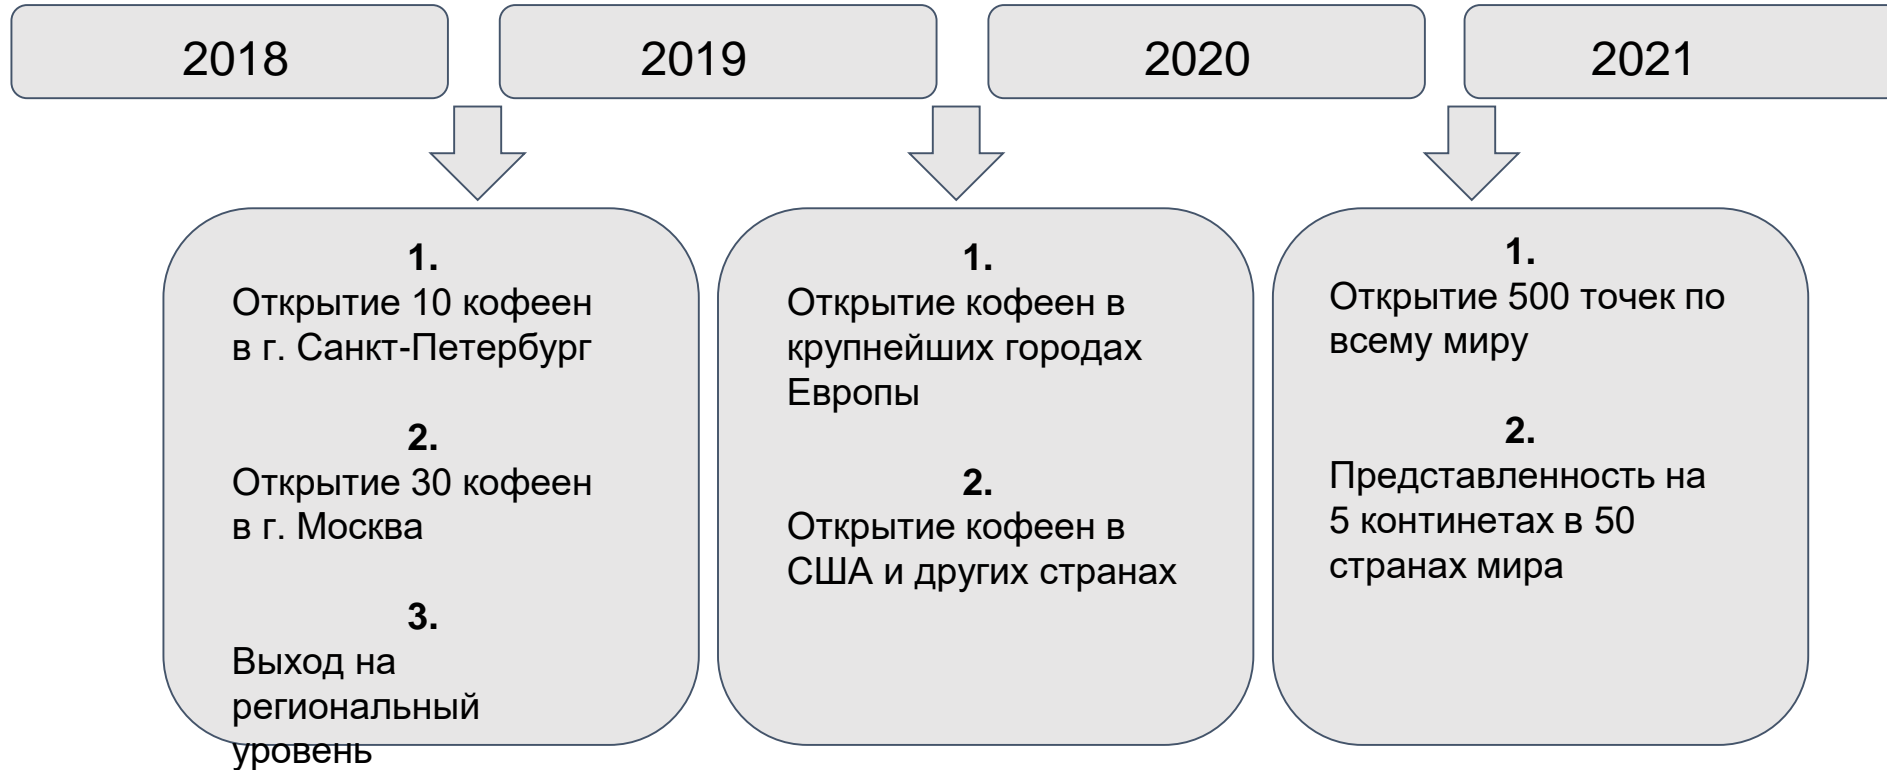 2018
2019
2020
2021
1.
Открытие 10 кофеен
в г. Санкт-Петербург
2.
Открытие 30 кофеен
в г. Москва
3.
Выход на
региональный
уровень
1.
Открытие кофеен в
крупнейших городах
Европы
2.
Открытие кофеен в
США и других странах
1.
Открытие 500 точек по
всему миру
2.
Представленность на
5 континетах в 50
странах мира